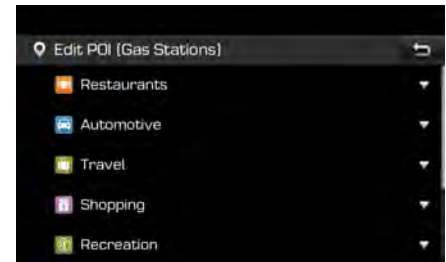 Edit POI (Gas Stations)
Restaurants
Automotive
Travel
Shopping
Recreation